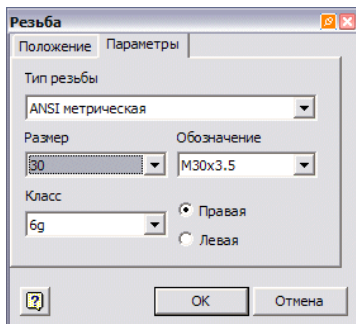 Резьба
Положение Параметры
Тип резьбы
ANSI метрическая
Размер Обозначение
30 M30x3.5
Класс
6g
Правая
Левая
OK Отмена